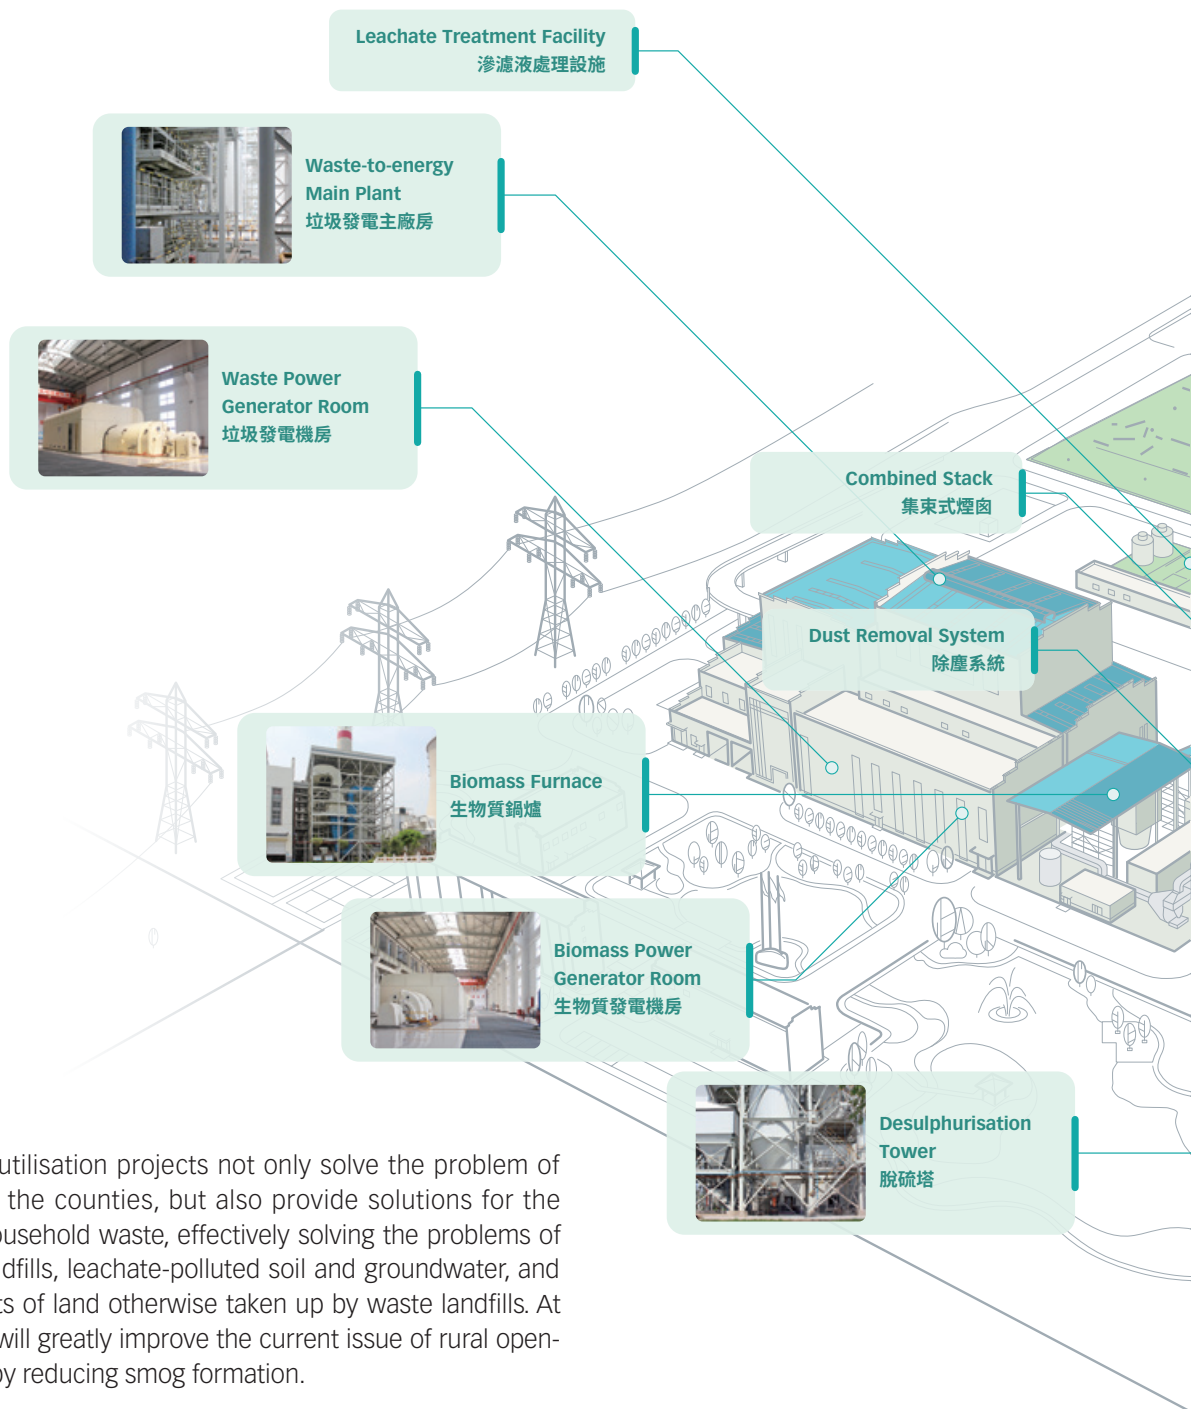 Leachate Treatment Facility
滲濾液處理設施
Waste-to-energy
Main Plant
垃圾發電主廠房
Waste Power
Generator Room
垃圾發電機房
Combined Stack
集束式煙囪
Dust Removal System
除塵系統
Biomass Furnace
生物質鍋爐
Biomass Power
Generator Room
生物質發電機房
Desulphurisation
Tower
脫硫塔
utilisation projects not only solve the problem of
the counties, but also provide solutions for the
ousehold waste, effectively solving the problems of
dfills, leachate-polluted soil and groundwater, and
ts of land otherwise taken up by waste landfills. At
will greatly improve the current issue of rural open-
by reducing smog formation.